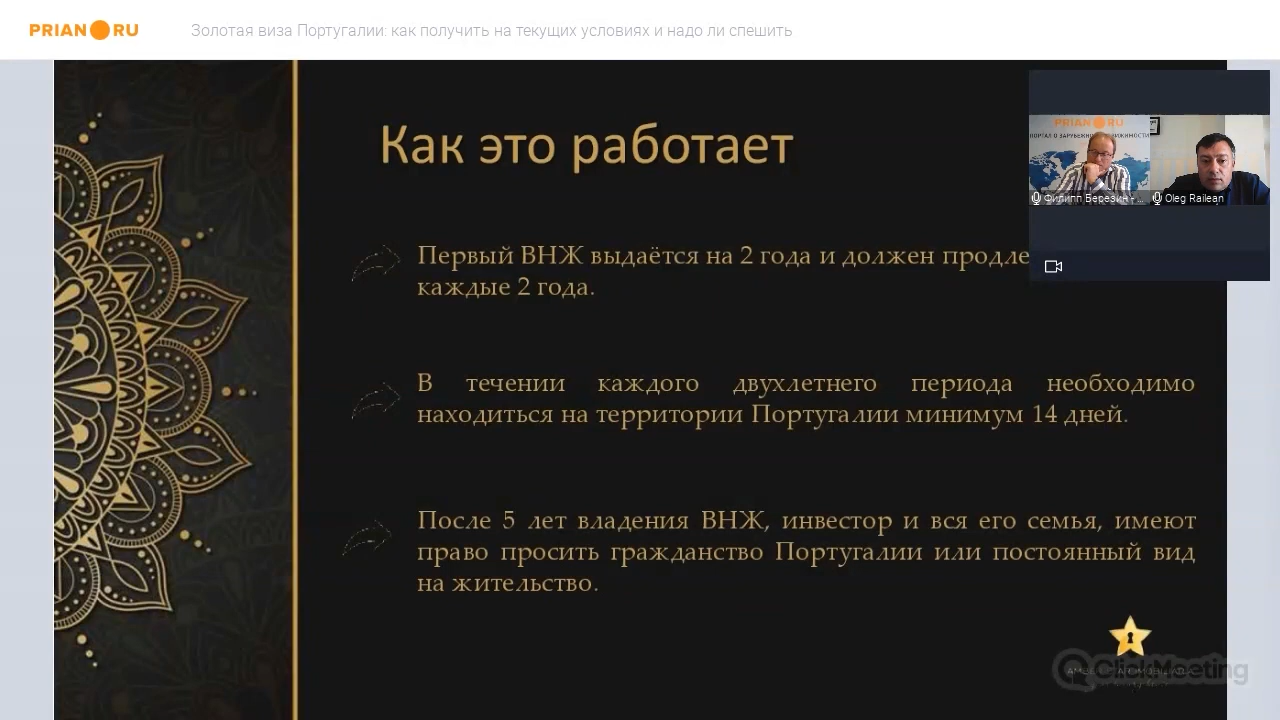 PRIAN RU
Золотая виза Португалии: как получить на текущих условиях и надо ли спешить
Как это работает
PRIAN RU
Филипп Березин - ...
Oleg Railean
Первый ВНЖ выдаётся на 2 года и должен продле
каждые 2 года.
В течении каждого двухлетнего периода необходимо
находиться на территории Португалии минимум 14 дней.
После 5 лет владения ВНЖ, инвестор и вся его семья, имеют
право просить гражданство Португалии или постоянный вид
на жительство.
ClickMeeting